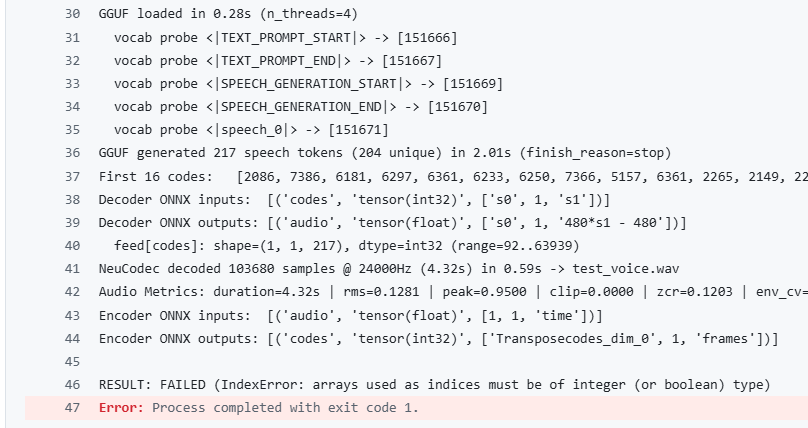 30 GGUF loaded in 0.28s (n_threads=4)
31 vocab probe <|TEXT_PROMPT_START|> -> [151666]
32 vocab probe <|TEXT_PROMPT_END|> -> [151667]
33 vocab probe <|SPEECH_GENERATION_START|> -> [151669]
34 vocab probe <|SPEECH_GENERATION_END|> -> [151670]
35 vocab probe <|speech_0|> -> [151671]
36 GGUF generated 217 speech tokens (204 unique) in 2.01s (finish_reason=stop)
37 First 16 codes: [2086, 7386, 6181, 6297, 6361, 6233, 6250, 7366, 5157, 6361, 2265, 2149, 22
38 Decoder ONNX inputs: [('codes', 'tensor(int32)', ['s0', 1, 's1'])]
39 Decoder ONNX outputs: [('audio', 'tensor(float)', ['s0', 1, '480*s1 - 480'])]
40 feed[codes]: shape=(1, 1, 217), dtype=int32 (range=92..63939)
41 NeuCodec decoded 103680 samples @ 24000Hz (4.32s) in 0.59s -> test_voice.wav
42 Audio Metrics: duration=4.32s | rms=0.1281 | peak=0.9500 | clip=0.0000 | zcr=0.1203 | env_cv=
43 Encoder ONNX inputs: [('audio', 'tensor(float)', [1, 1, 'time'])]
44 Encoder ONNX outputs: [('codes', 'tensor(int32)', ['Transposecodes_dim_0', 1, 'frames'])]
45
46 RESULT: FAILED (IndexError: arrays used as indices must be of integer (or boolean) type)
47 Error: Process completed with exit code 1.